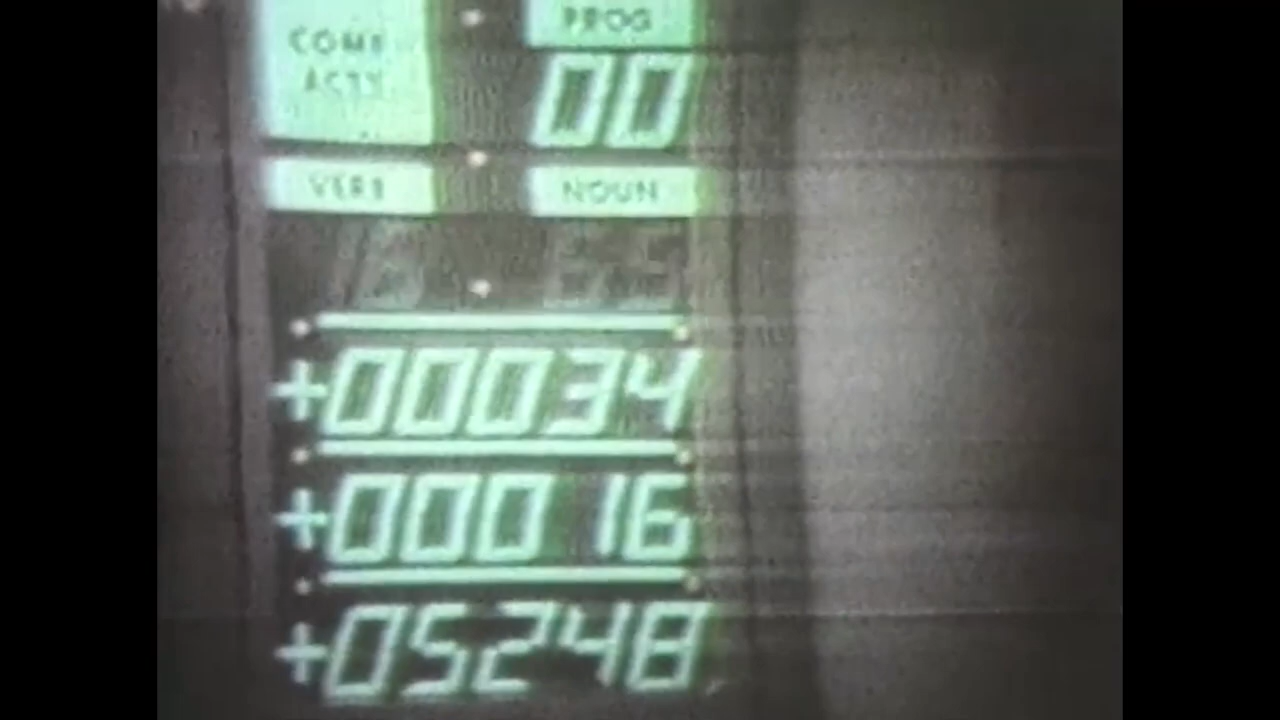 COMP PROG
ACTY 00
VERB NOUN
+00034
+00016
+05248